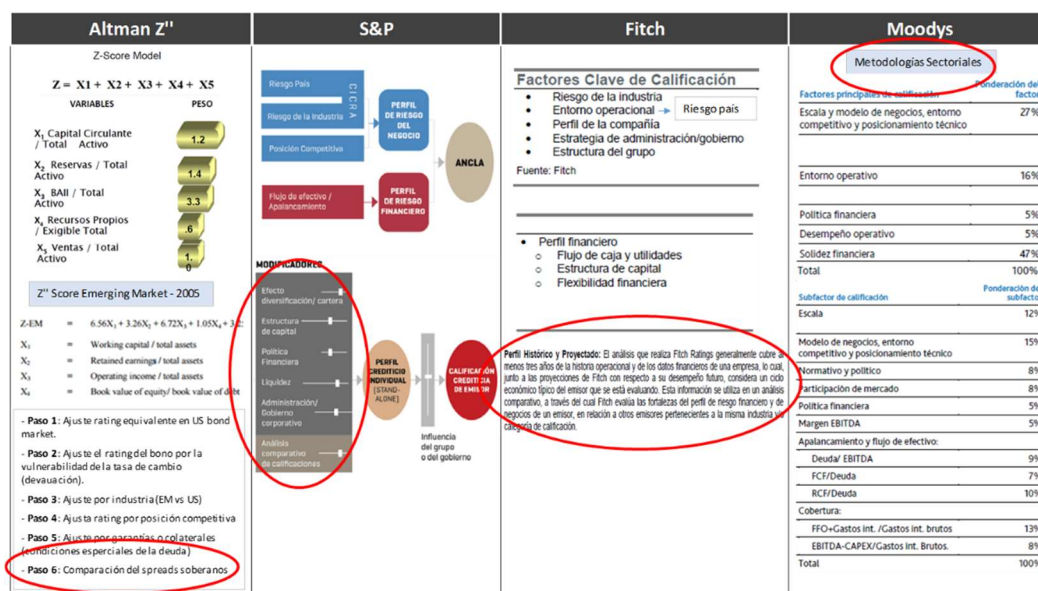 Altman Z''
Z-Score Model
Z = X1 + X2 + X3 + X4 + X5
VARIABLES PESO
X1 Capital Circulante
/ Total Activo
1.2
X2 Reservas / Total
Activo
1.4
X3 BAII / Total
Activo
3.3
X4 Recursos Propios
/ Exigible Total
.6
X5 Ventas / Total
Activo
1.
0
Z'' Score Emerging Market - 2005
Z-EM = 6.56X1 + 3.26X2 + 6.72X3 + 1.05X4 + 3.2
X1 = Working capital / total assets
X2 = Retained earnings / total assets
X3 = Operating income / total assets
X4 = Book value of equity/ book value of debt
- Paso 1: Ajuste rating equivalente en US bond
market.
- Paso 2: Ajuste el rating del bono por la
vulnerabilidad de la tasa de cambio
(devauación).
- Paso 3: Ajuste por industria (EM vs US)
- Paso 4: Ajusta rating por posición competitiva
- Paso 5: Ajuste por garantías o colaterales
(condiciones esperciales de la deuda)
- Paso 6: Comparación del spreads soberanos
S&P
Riesgo País
Riesgo de la Industria
Posición Competitiva
CICRA
PERFIL
DE RIESGO
DEL
NEGOCIO
ANCLA
Flujo de efectivo /
Apalancamiento
PERFIL
DE RIESGO
FINANCIERO
MODIFICADORES
Efecto
diversificación/ cartera
Estructura
de capital
Política
Financiera
Liquidez
Administración/
Gobierno
corporativo
Análisis
comparativo
de calificaciones
PERFIL
CREDITICIO
INDIVIDUAL
(STAND-
ALONE)
CALIFICACIÓN
CREDITICIA
DE EMISOR
Influencia
del grupo
o del gobierno
Fitch
Factores Clave de Calificación
• Riesgo de la industria
• Entorno operacional
Riesgo país
• Perfil de la compañía
• Estrategia de administración/gobierno
• Estructura del grupo
Fuente: Fitch
• Perfil financiero
o Flujo de caja y utilidades
o Estructura de capital
o Flexibilidad financiera
Perfil Histórico y Proyectado: El análisis que realiza Fitch Ratings generalmente cubre al
menos tres años de la historia operacional y de los datos financieros de una empresa, lo cual,
junto a las proyecciones de Fitch con respecto a su desempeño futuro, considera un ciclo
económico típico del emisor que se está evaluando. Esta información se utiliza en un análisis
comparativo, a través del cual Fitch evalúa las fortalezas del perfil de riesgo financiero y de
negocios de un emisor, en relación a otros emisores pertenecientes a la misma industria y/o
categoría de calificación.
Moodys
Metodologías Sectoriales
Factores principales de calificación Ponderación del
factor
Escala y modelo de negocios, entorno 27%
competitivo y posicionamiento técnico
Entorno operativo 16%
Política financiera 5%
Desempeño operativo 5%
Solidez financiera 47%
Total 100%
Subfactor de calificación Ponderación de
subfacto
Escala 12%
Modelo de negocios, entorno 15%
competitivo y posicionamiento técnico
Normativo y político 8%
Participación de mercado 8%
Política financiera 5%
Margen EBITDA 5%
Apalancamiento y flujo de efectivo:
Deuda/ EBITDA 9%
FCF/Deuda 7%
RCF/Deuda 10%
Cobertura:
FFO+Gastos int. /Gastos int. brutos 13%
EBITDA-CAPEX/Gastos Int. Brutos. 8%
Total 100%